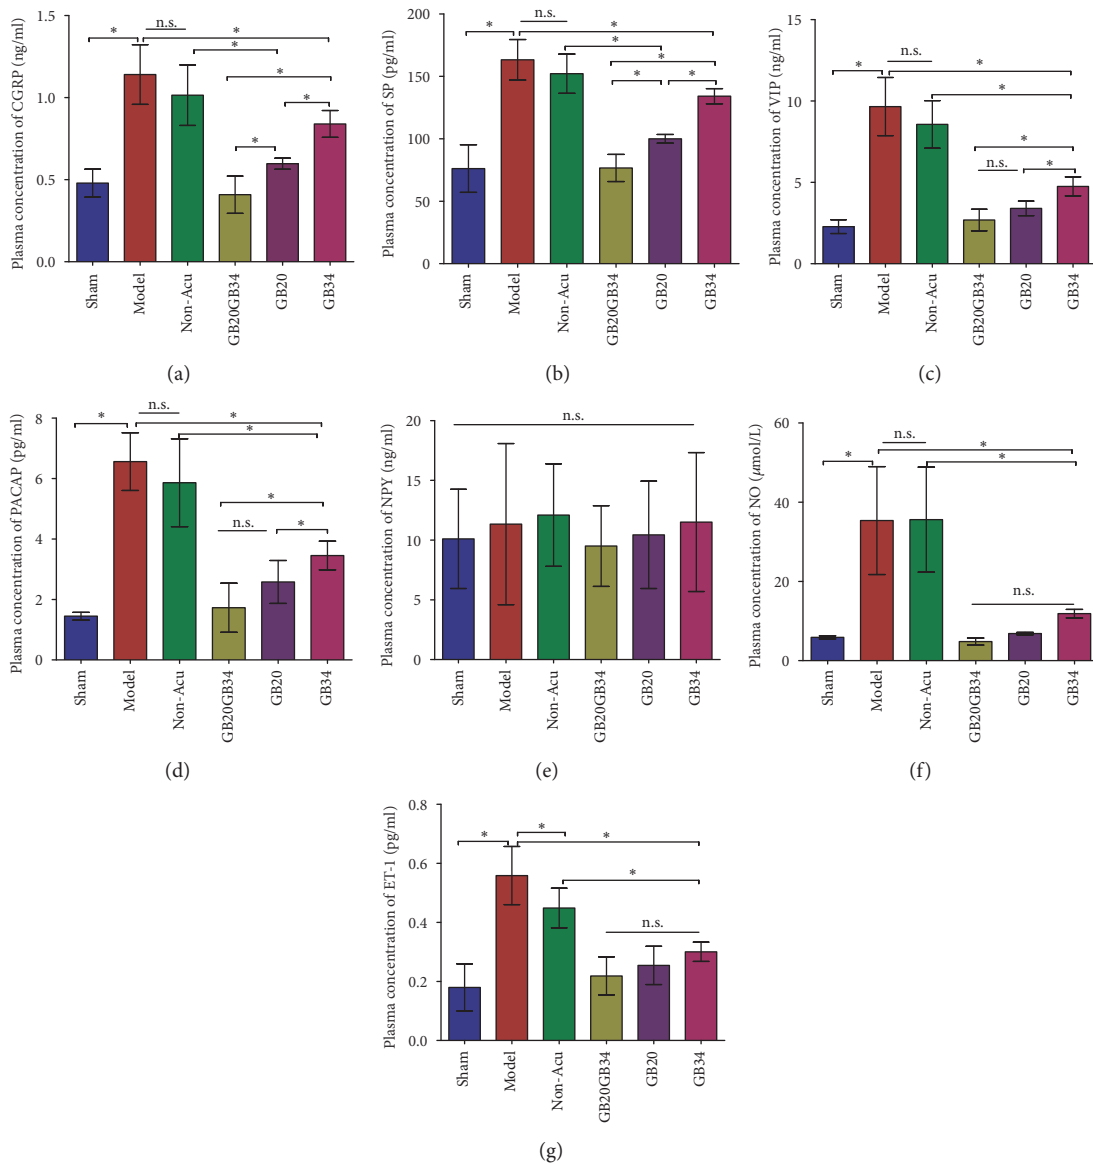 Plasma concentration of CGRP (ng/ml)
1.5
1.0
0.5
0.0
*
n.s.
*
*
*
*
*
Sham
Model
Non-Acu
GB20GB34
GB20
GB34
(a)
Plasma concentration of SP (pg/ml)
200
150
100
50
0
*
n.s.
*
*
*
*
*
Sham
Model
Non-Acu
GB20GB34
GB20
GB34
(b)
Plasma concentration of VIP (ng/ml)
15
10
5
0
*
n.s.
*
*
*
n.s.
*
Sham
Model
Non-Acu
GB20GB34
GB20
GB34
(c)
Plasma concentration of PACAP (pg/ml)
8
6
4
2
0
*
n.s.
*
*
*
n.s.
*
Sham
Model
Non-Acu
GB20GB34
GB20
GB34
(d)
Plasma concentration of NPY (ng/ml)
20
15
10
5
0
n.s.
Sham
Model
Non-Acu
GB20GB34
GB20
GB34
(e)
Plasma concentration of NO (μmol/L)
60
40
20
0
*
n.s.
*
*
n.s.
Sham
Model
Non-Acu
GB20GB34
GB20
GB34
(f)
Plasma concentration of ET-1 (pg/ml)
0.8
0.6
0.4
0.2
0.0
*
*
*
*
n.s.
Sham
Model
Non-Acu
GB20GB34
GB20
GB34
(g)